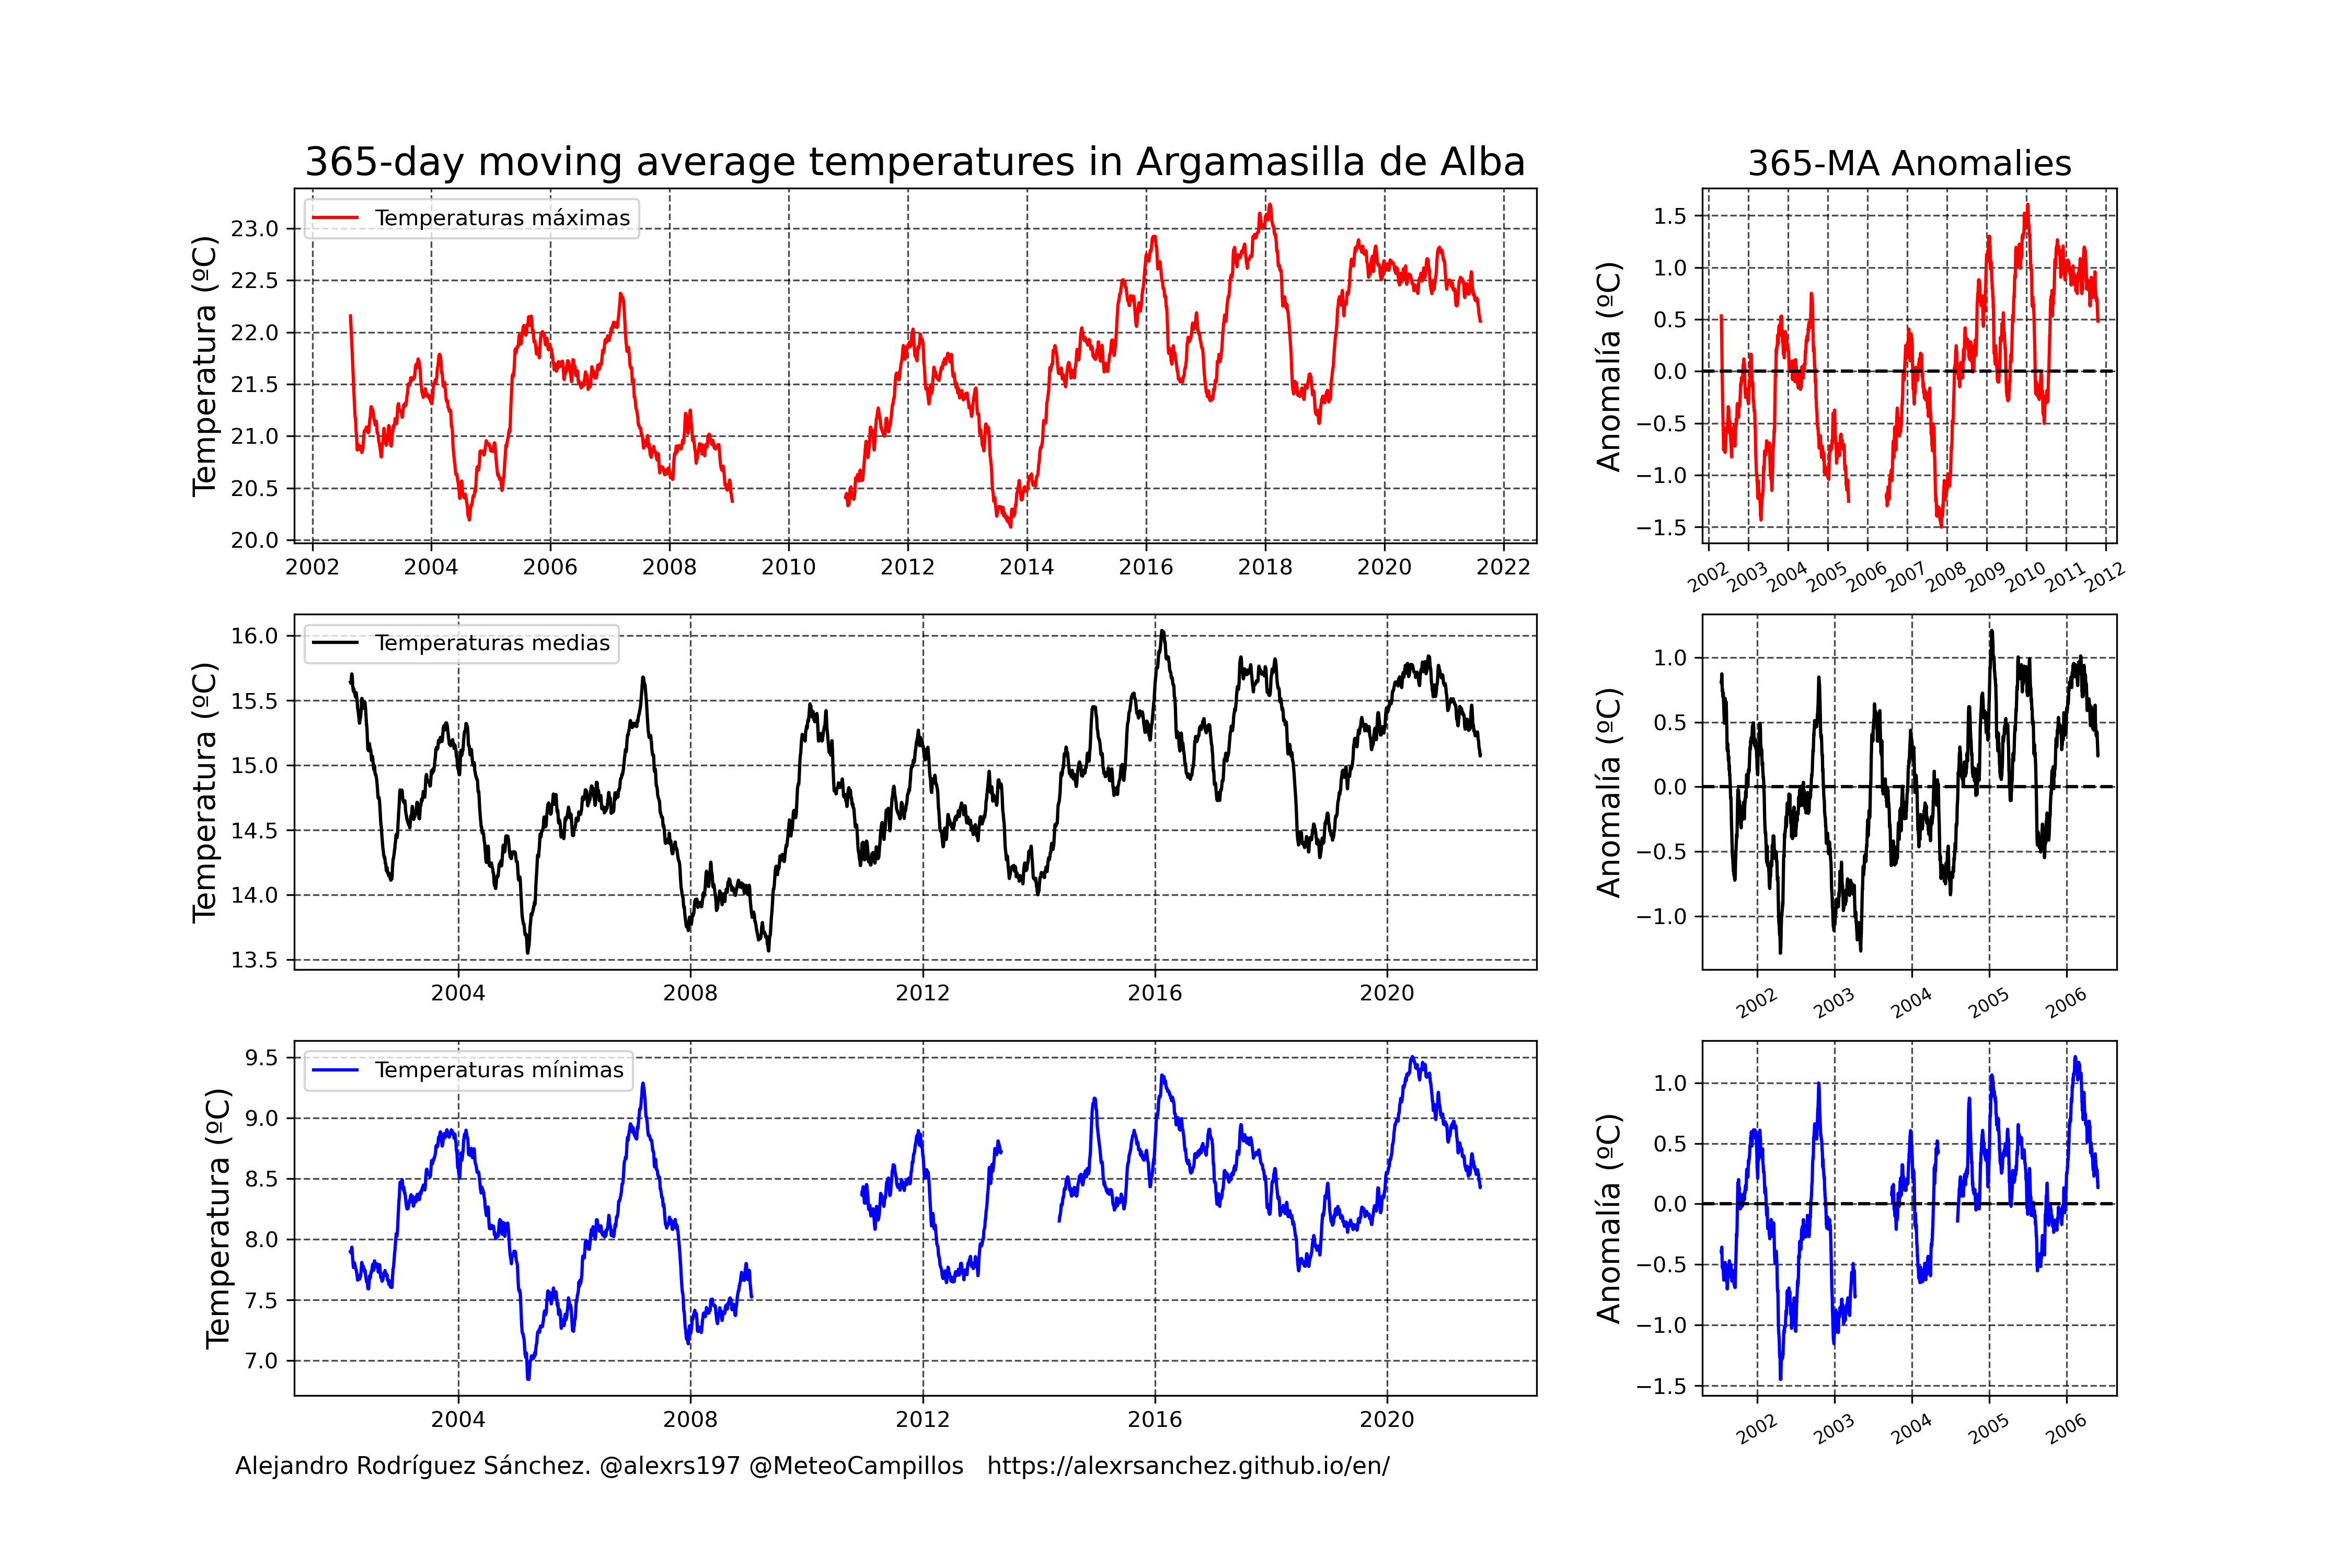 365-day moving average temperatures in Argamasilla de Alba
365-MA Anomalies
Temperatura (ºC)
23.0
22.5
22.0
21.5
21.0
20.5
20.0
Temperaturas máximas
2002 2004 2006 2008 2010 2012 2014 2016 2018 2020 2022
Anomalía (ºC)
1.5
1.0
0.5
0.0
−0.5
−1.0
−1.5
2002 2003 2004 2005 2006 2007 2008 2009 2010 2011 2012
Temperatura (ºC)
16.0
15.5
15.0
14.5
14.0
13.5
Temperaturas medias
2004 2008 2012 2016 2020
Anomalía (ºC)
1.0
0.5
0.0
−0.5
−1.0
2002 2003 2004 2005 2006
Temperatura (ºC)
9.5
9.0
8.5
8.0
7.5
7.0
Temperaturas mínimas
2004 2008 2012 2016 2020
Anomalía (ºC)
1.0
0.5
0.0
−0.5
−1.0
−1.5
2002 2003 2004 2005 2006
Alejandro Rodríguez Sánchez. @alexrs197 @MeteoCampillos https://alexrsanchez.github.io/en/